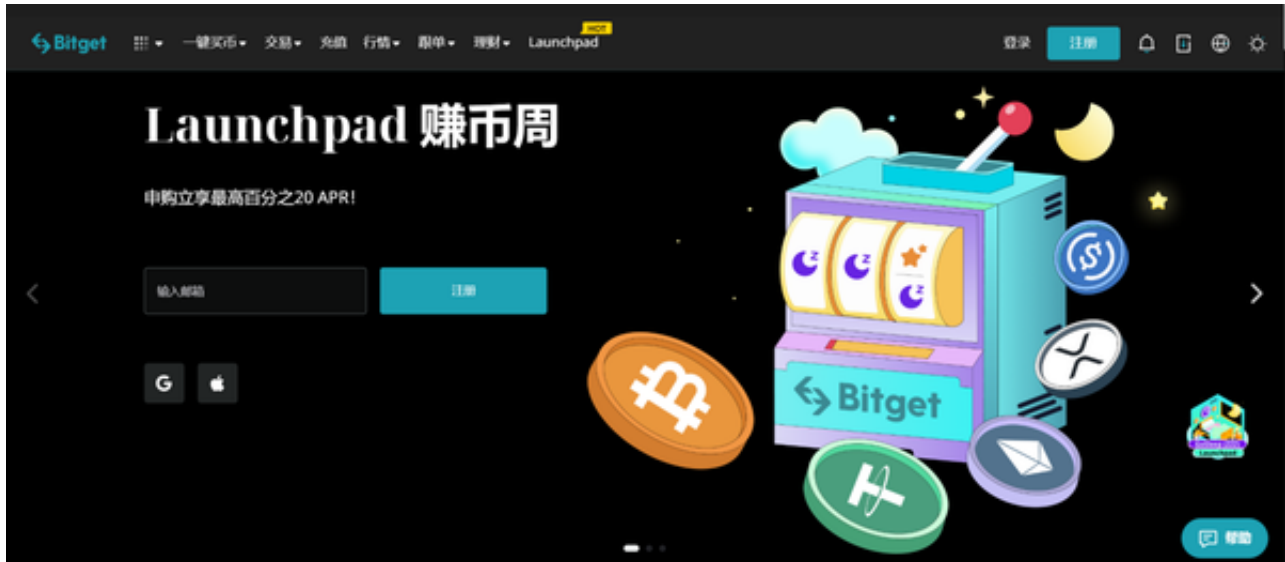 Bitget
一键买币
交易
充值
行情
跟单
理财
Launchpad
HOT
登录
注册
Launchpad 赚币周
申购立享最高百分之20 APR!
输入邮箱
注册
G
Bitget
Launchpad
帮助